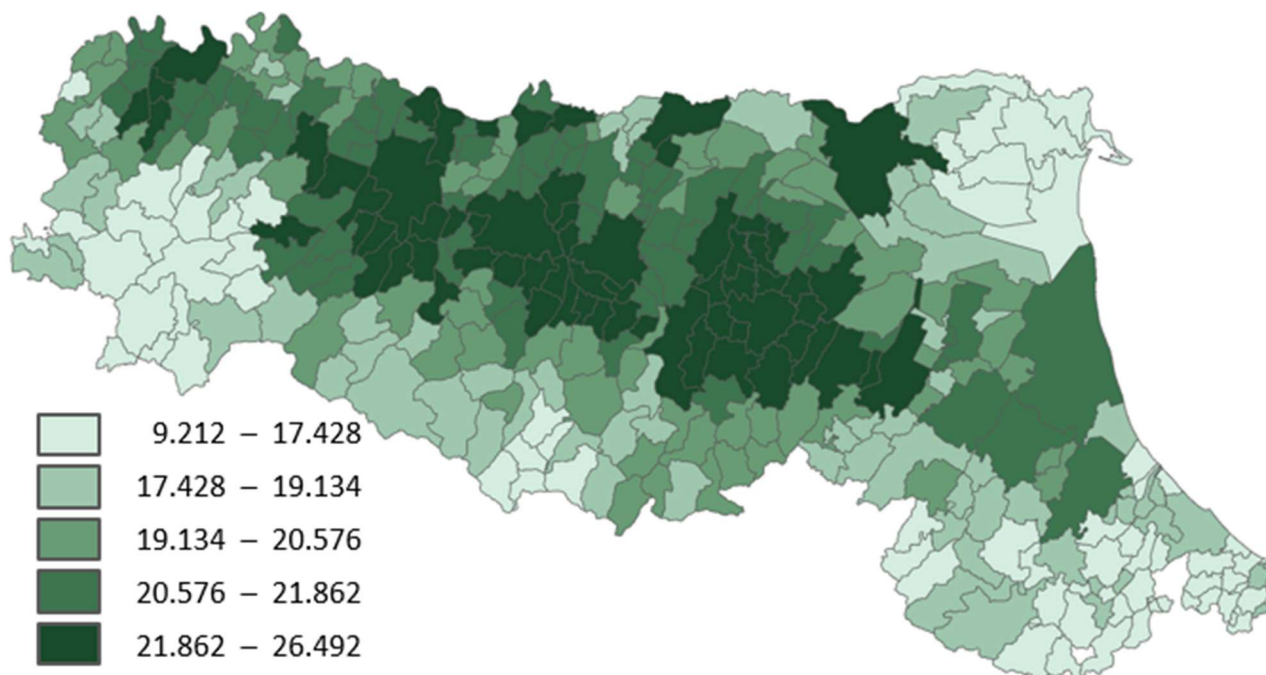 9.212 – 17.428
17.428 – 19.134
19.134 – 20.576
20.576 – 21.862
21.862 – 26.492